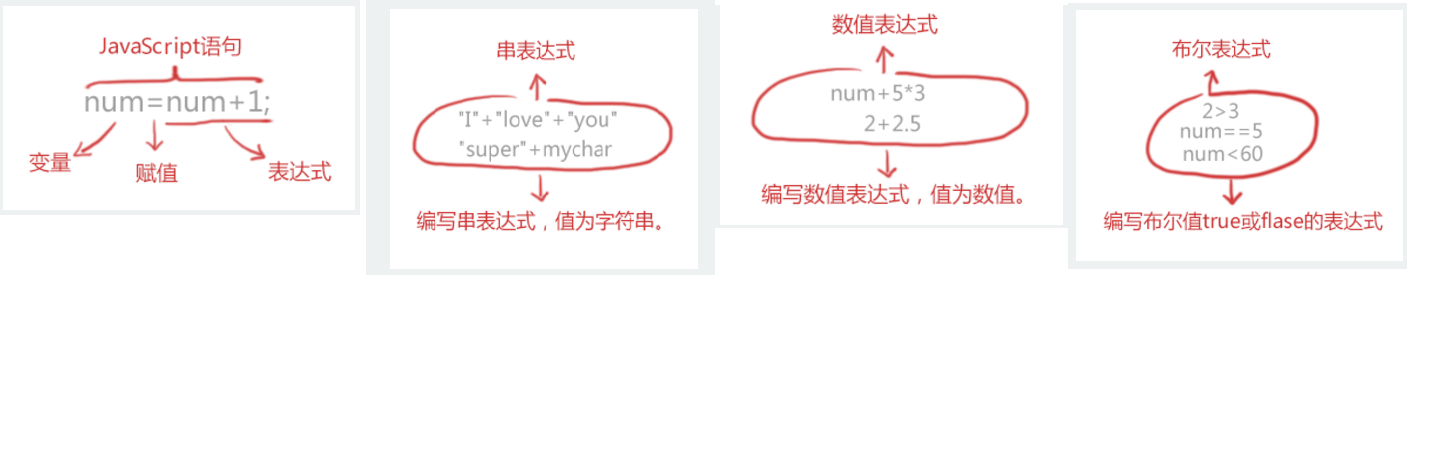 JavaScript语句
num=num+1;
变量
赋值
表达式
串表达式
"I"+"love"+"you"
"super"+mychar
编写串表达式，值为字符串。
数值表达式
num+5*3
2+2.5
编写数值表达式，值为数值。
布尔表达式
2>3
num==5
num<60
编写布尔值true或flase的表达式